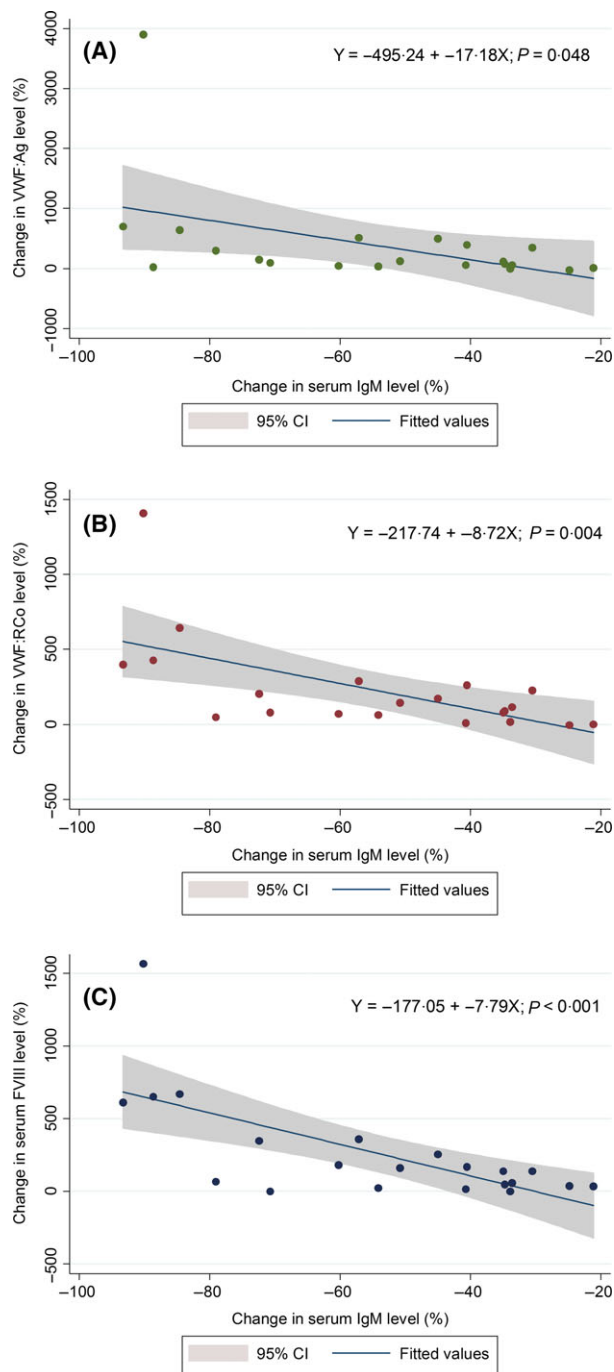 (A)
Y = –495·24 + –17·18X; P = 0·048
Change in VWF:Ag level (%)
4000
3000
2000
1000
0
–1000
–100 –80 –60 –40 –20
Change in serum IgM level (%)
95% CI Fitted values
(B)
Y = –217·74 + –8·72X; P = 0·004
Change in VWF:RCo level (%)
1500
1000
500
0
–500
–100 –80 –60 –40 –20
Change in serum IgM level (%)
95% CI Fitted values
(C)
Y = –177·05 + –7·79X; P < 0·001
Change in serum FVIII level (%)
1500
1000
500
0
–500
–100 –80 –60 –40 –20
Change in serum IgM level (%)
95% CI Fitted values